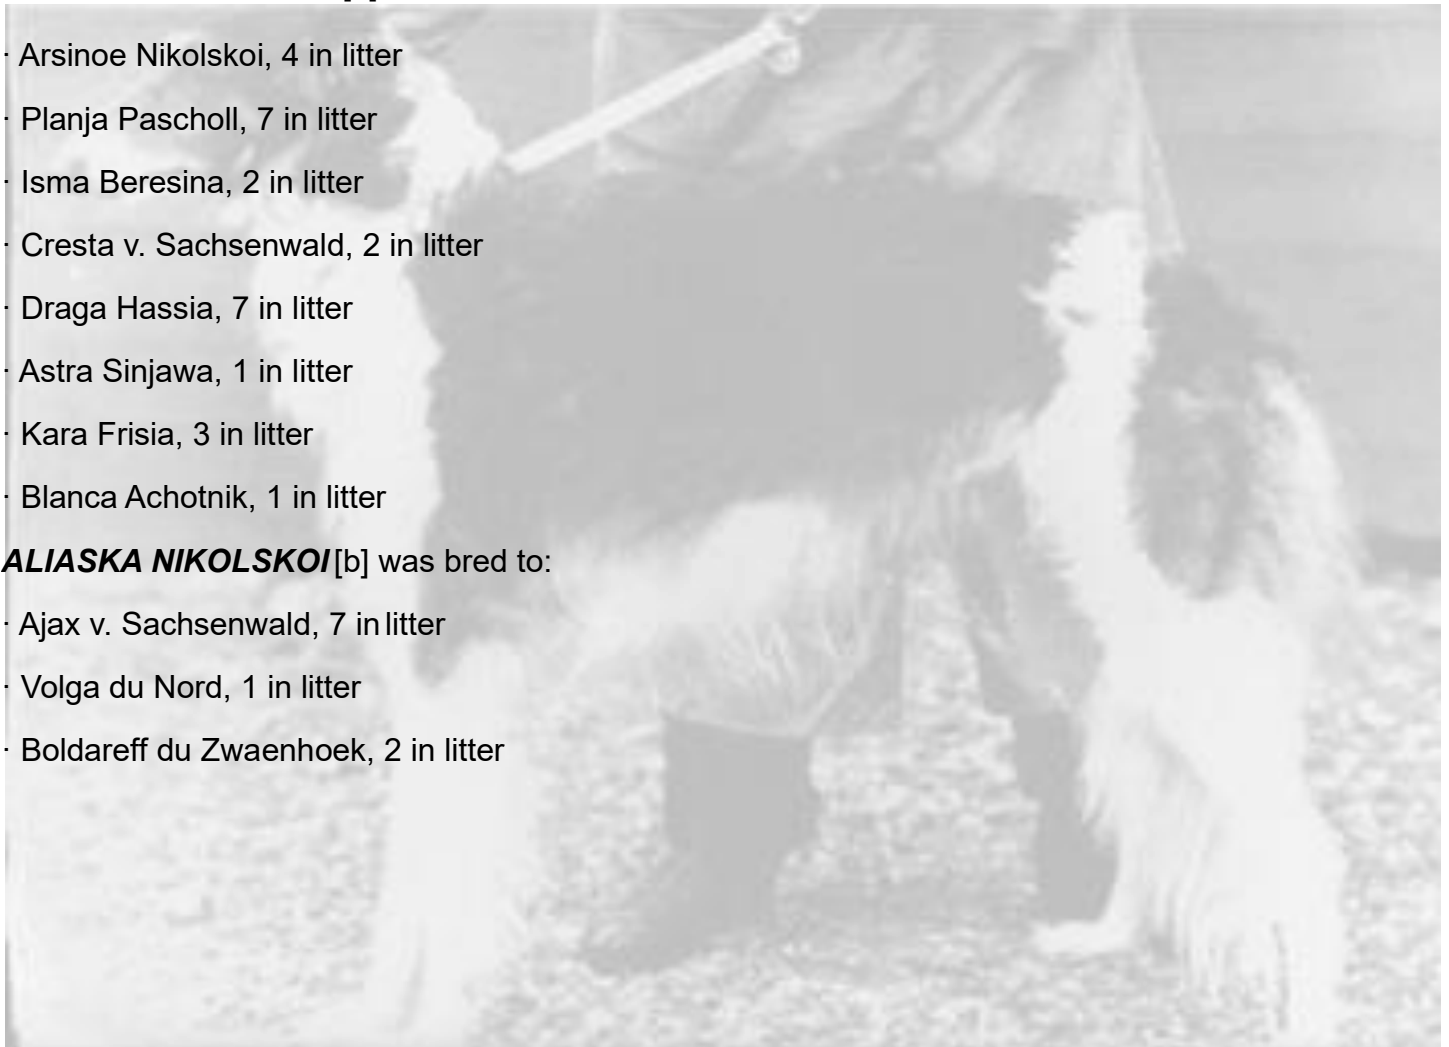 · Arsinoe Nikolskoi, 4 in litter
· Planja Pascholl, 7 in litter
· Isma Beresina, 2 in litter
· Cresta v. Sachsenwald, 2 in litter
· Draga Hassia, 7 in litter
· Astra Sinjawa, 1 in litter
· Kara Frisia, 3 in litter
· Blanca Achotnik, 1 in litter
ALIASKA NIKOLSKOI [b] was bred to:
· Ajax v. Sachsenwald, 7 in litter
· Volga du Nord, 1 in litter
· Boldareff du Zwaenhoek, 2 in litter